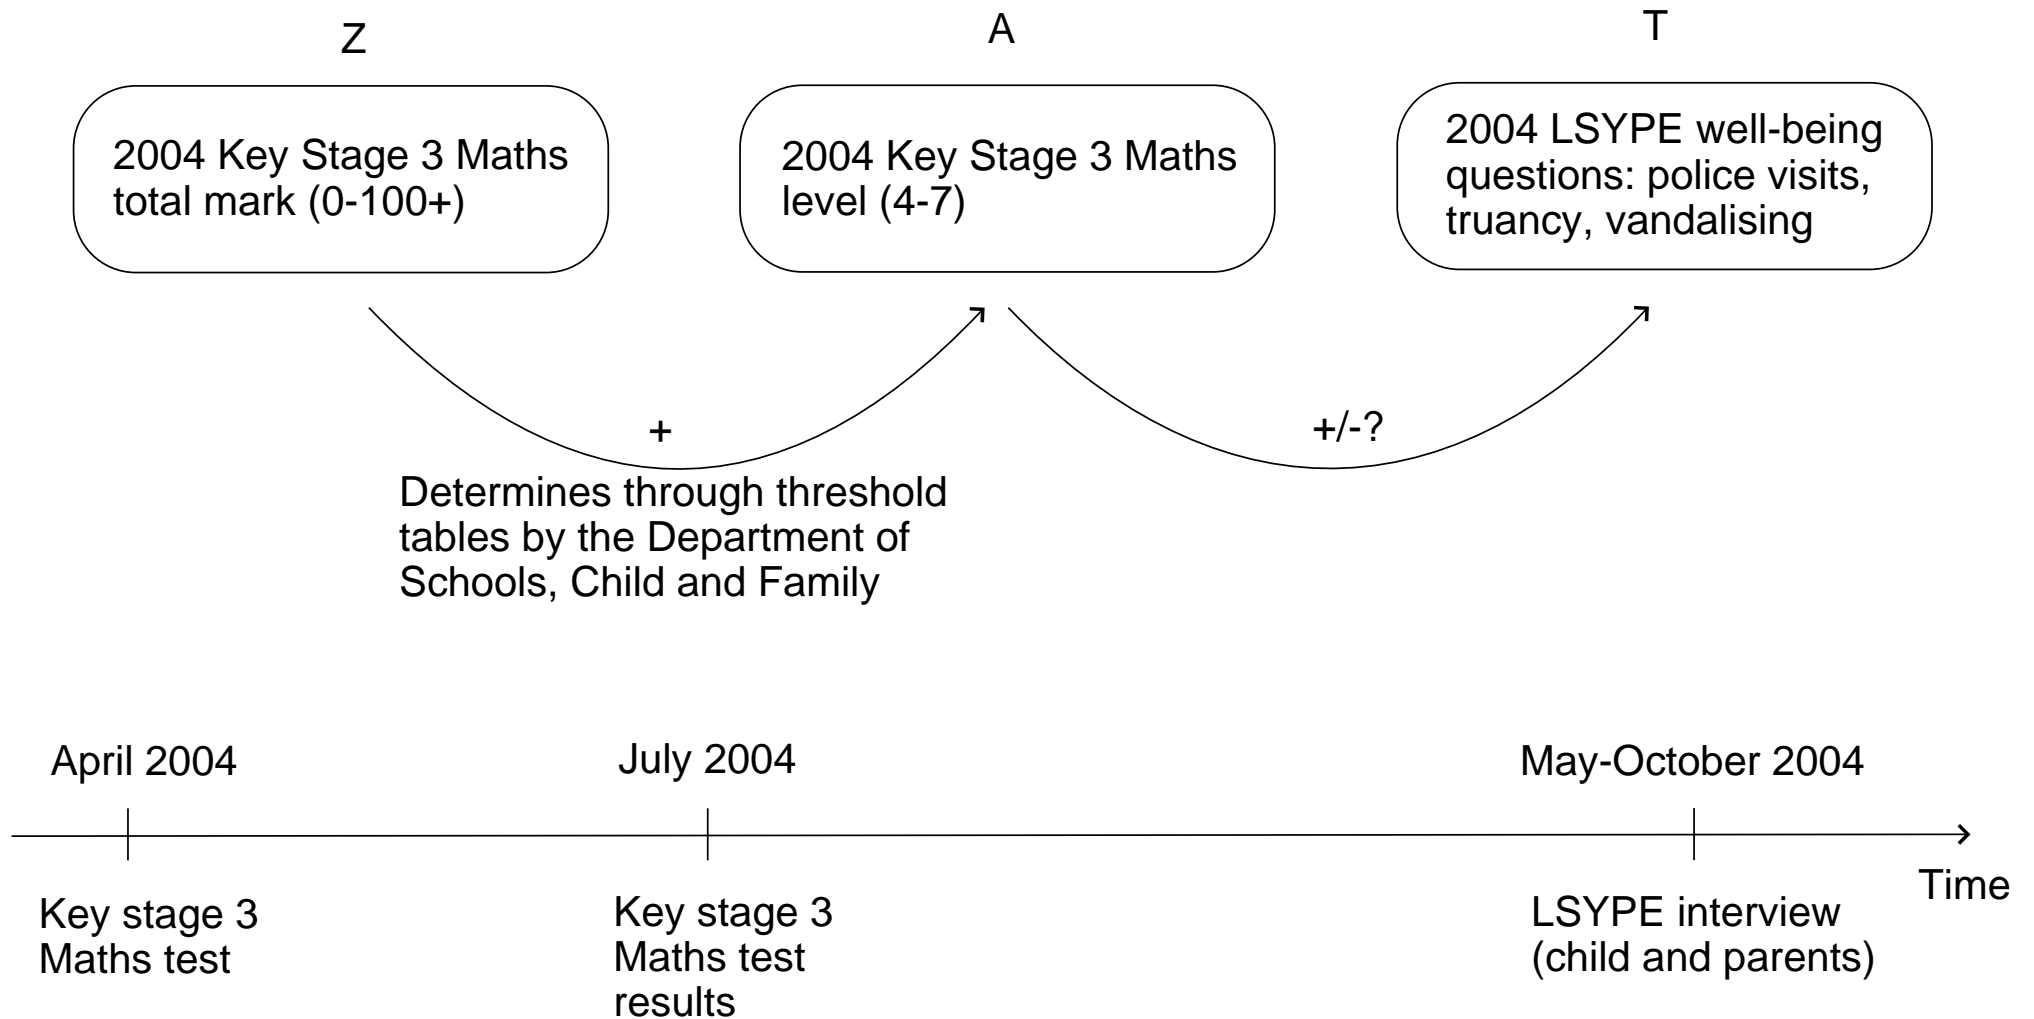 Z
A
T
2004 Key Stage 3 Maths
total mark (0-100+)
2004 Key Stage 3 Maths
level (4-7)
2004 LSYPE well-being
questions: police visits,
truancy, vandalising
+
+/-?
Determines through threshold
tables by the Department of
Schools, Child and Family
April 2004
July 2004
May-October 2004
Time
Key stage 3
Maths test
Key stage 3
Maths test
results
LSYPE interview
(child and parents)